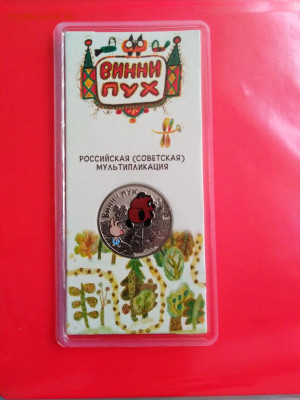 ВИННИ
ПУХ
РОССИЙСКАЯ (СОВЕТСКАЯ)
МУЛЬТИПЛИКАЦИЯ
ВИННИ ПУХ